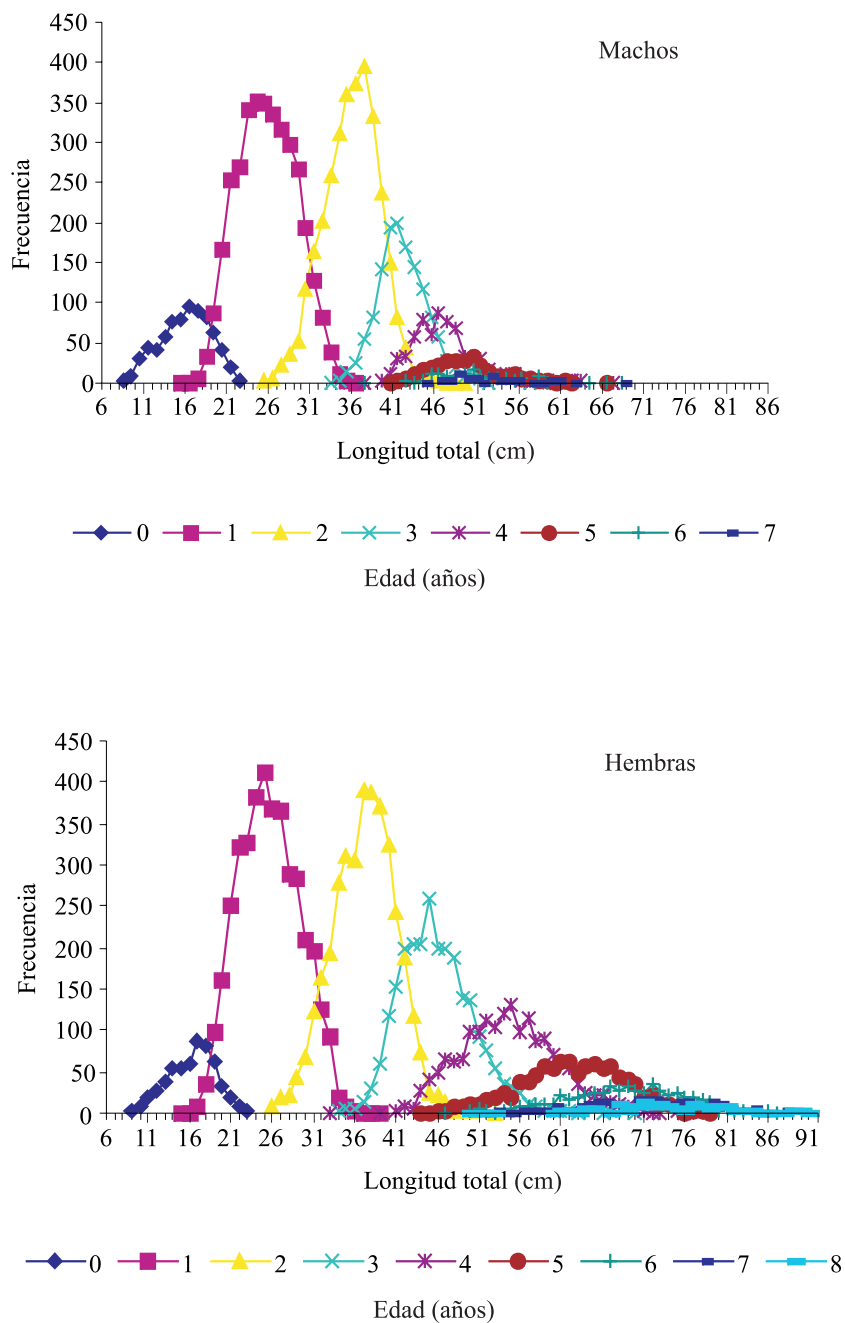 Machos
Frecuencia
450
400
350
300
250
200
150
100
50
0
6 11 16 21 26 31 36 41 46 51 56 61 66 71 76 81 86
Longitud total (cm)
0 1 2 3 4 5 6 7
Edad (años)
Hembras
Frecuencia
450
400
350
300
250
200
150
100
50
0
6 11 16 21 26 31 36 41 46 51 56 61 66 71 76 81 86 91
Longitud total (cm)
0 1 2 3 4 5 6 7 8
Edad (años)